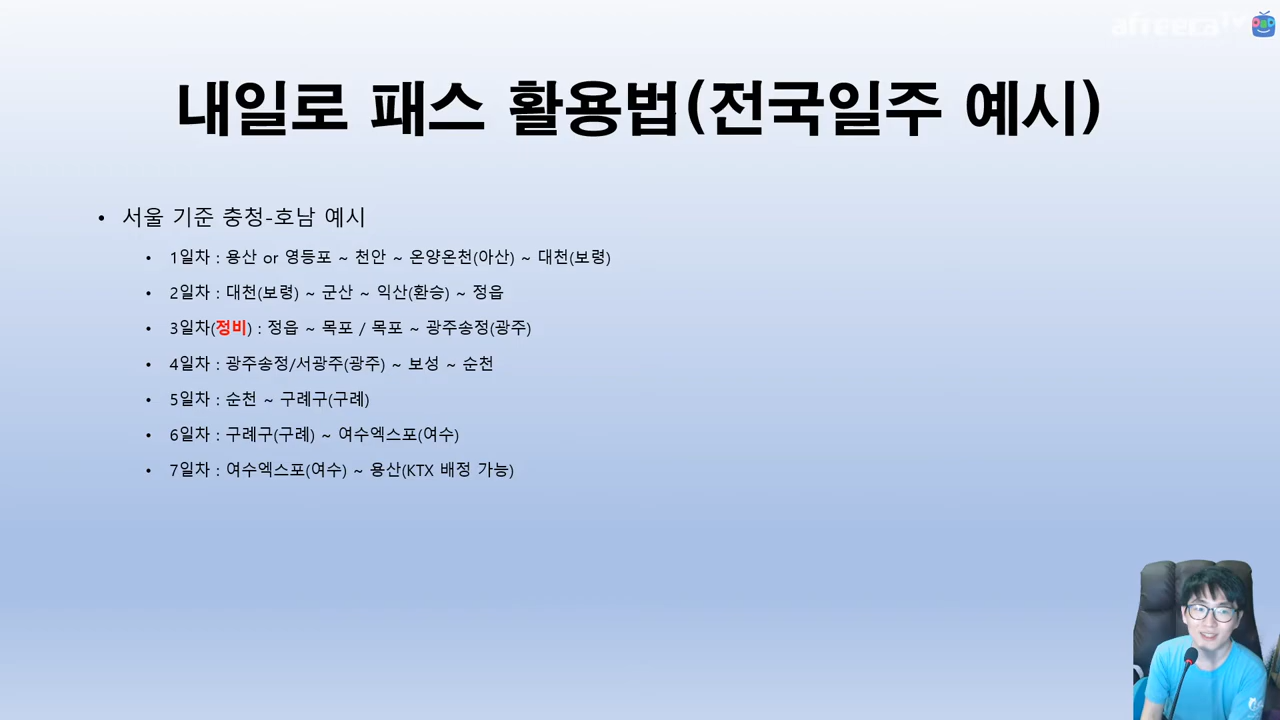 afreecaTV
내일로 패스 활용법(전국일주 예시)
• 서울 기준 충청-호남 예시
• 1일차 : 용산 or 영등포 ~ 천안 ~ 온양온천(아산) ~ 대천(보령)
• 2일차 : 대천(보령) ~ 군산 ~ 익산(환승) ~ 정읍
• 3일차(정비) : 정읍 ~ 목포 / 목포 ~ 광주송정(광주)
• 4일차 : 광주송정/서광주(광주) ~ 보성 ~ 순천
• 5일차 : 순천 ~ 구례구(구례)
• 6일차 : 구례구(구례) ~ 여수엑스포(여수)
• 7일차 : 여수엑스포(여수) ~ 용산(KTX 배정 가능)